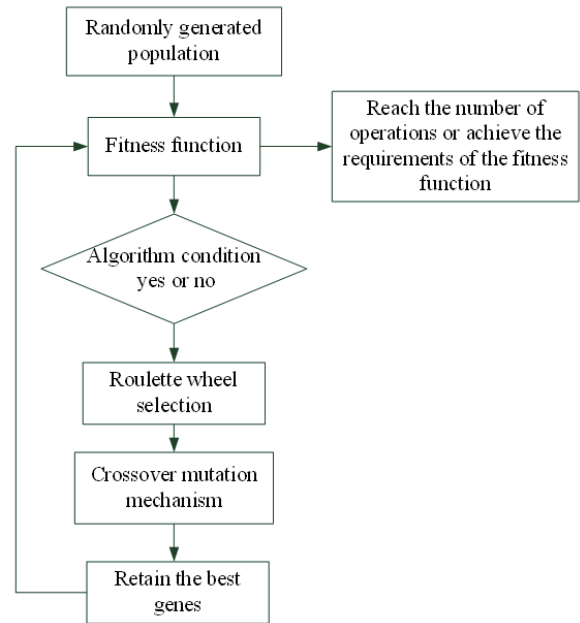 Randomly generated
population
Fitness function
Reach the number of
operations or achieve the
requirements of the fitness
function
Algorithm condition
yes or no
Roulette wheel
selection
Crossover mutation
mechanism
Retain the best
genes